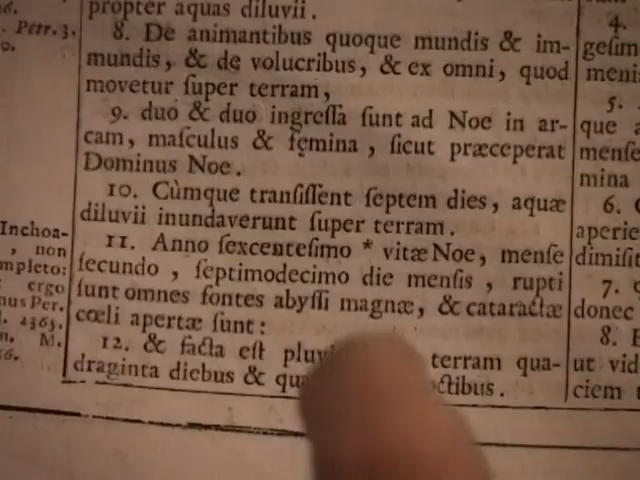 propter aquas diluvii.
8. De animantibus quoque mundis & im-
mundis, & de volucribus, & ex omni, quod
movetur ſuper terram,
9. duo & duo ingreſſa ſunt ad Noe in ar-
cam, maſculus & femina, ſicut præceperat
Dominus Noe.
10. Cùmque tranſiſſent ſeptem dies, aquæ
diluvii inundaverunt ſuper terram.
11. Anno ſexcenteſimo * vitæ Noe, menſe
ſecundo, ſeptimodecimo die menſis, rupti
ſunt omnes fontes abyſſi magnæ, & cataractæ
cœli apertæ ſunt:
12. & facta eſt terram qua-
draginta diebus & ctibus.
Petr. 3.
Inchoa-
, non
mpleto:
ergo
nus Per.
2365.
M.
4.
geſim
menſi
5.
que
menſe
mina
6.
aperie
dimiſit
7.
donec
8.
ut vid
ciem